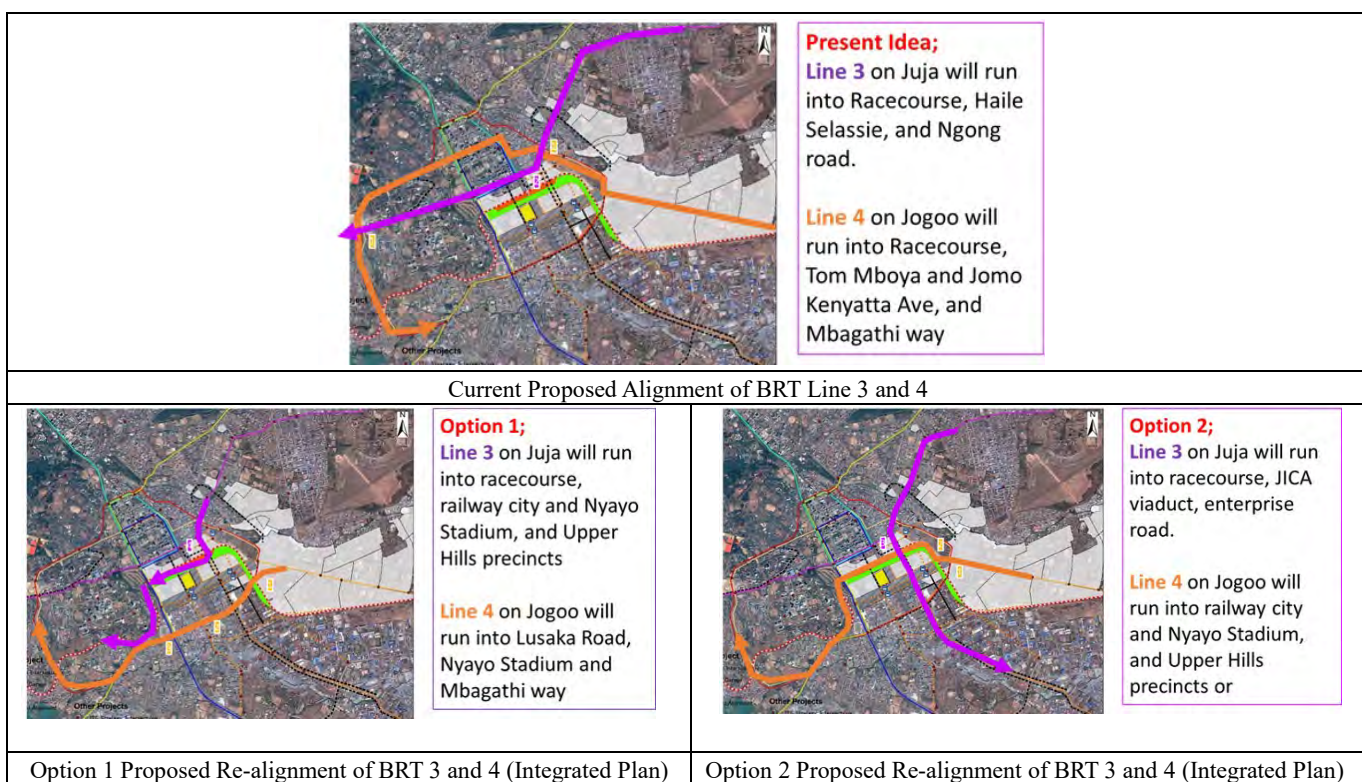 N
Present Idea;
Line 3 on Juja will run
into Racecourse, Haile
Selassie, and Ngong
road.
Line 4 on Jogoo will
run into Racecourse,
Tom Mboya and Jomo
Kenyatta Ave, and
Mbagathi way
oject
Other Projects
Current Proposed Alignment of BRT Line 3 and 4
N
Option 1;
Line 3 on Juja will run
into racecourse,
railway city and Nyayo
Stadium, and Upper
Hills precincts
Line 4 on Jogoo will
run into Lusaka Road,
Nyayo Stadium and
Mbagathi way
oject
Other Projects
N
Option 2;
Line 3 on Juja will run
into racecourse, JICA
viaduct, enterprise
road.
Line 4 on Jogoo will
run into railway city
and Nyayo Stadium,
and Upper Hills
precincts or
oject
Other Projects
Option 1 Proposed Re-alignment of BRT 3 and 4 (Integrated Plan)
Option 2 Proposed Re-alignment of BRT 3 and 4 (Integrated Plan)